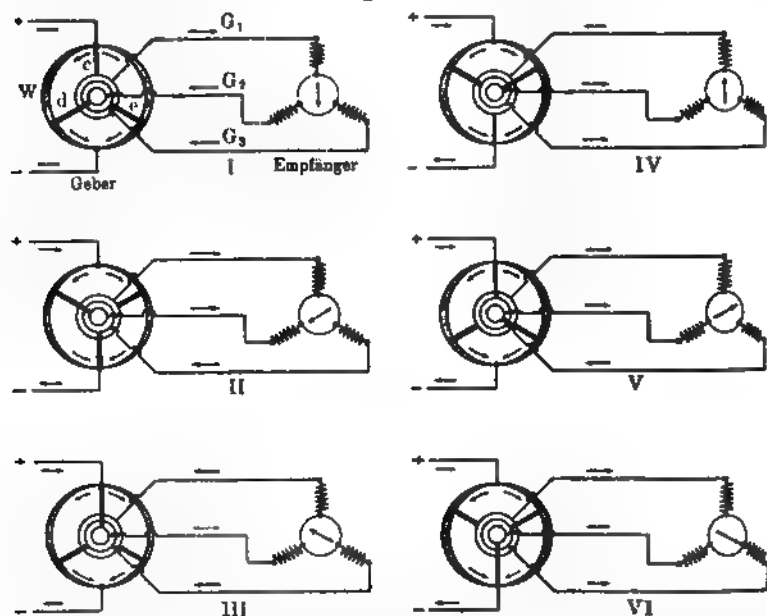 + G₁ +
c
W d e G₂
G₃
− Geber I Empfänger − IV
+ +
− II − V
+ +
− III − VI